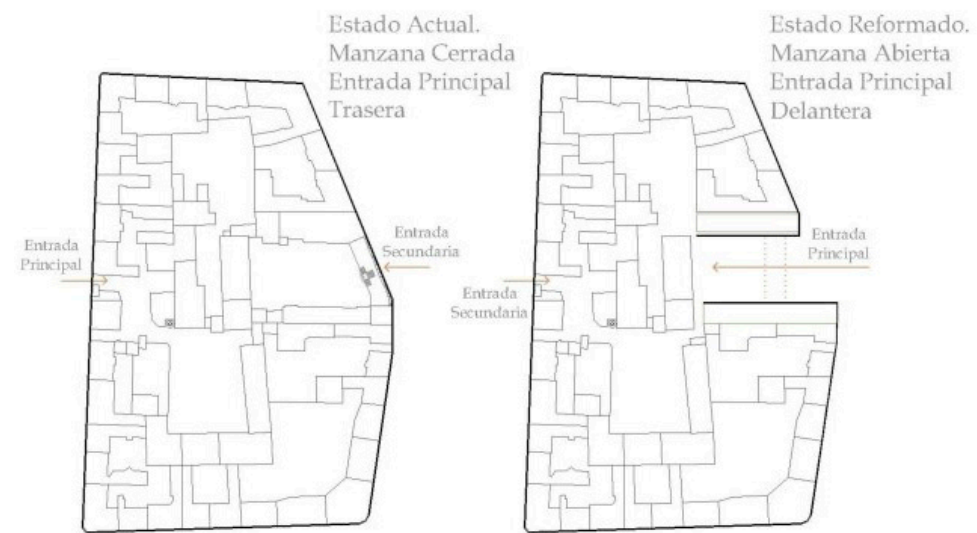 Estado Actual.
Manzana Cerrada
Entrada Principal
Trasera
Estado Reformado.
Manzana Abierta
Entrada Principal
Delantera
Entrada
Principal
Entrada
Secundaria
Entrada
Secundaria
Entrada
Principal